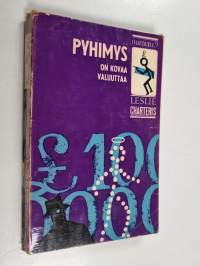 PYHIMYS
ON KOVAA
VALUUTTAA
LESLIE
CHARTERIS
£100
000